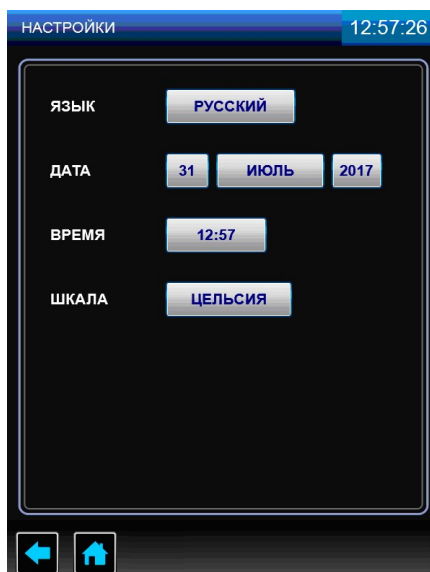 НАСТРОЙКИ 12:57:26
ЯЗЫК РУССКИЙ
ДАТА 31 ИЮЛЬ 2017
ВРЕМЯ 12:57
ШКАЛА ЦЕЛЬСИЯ